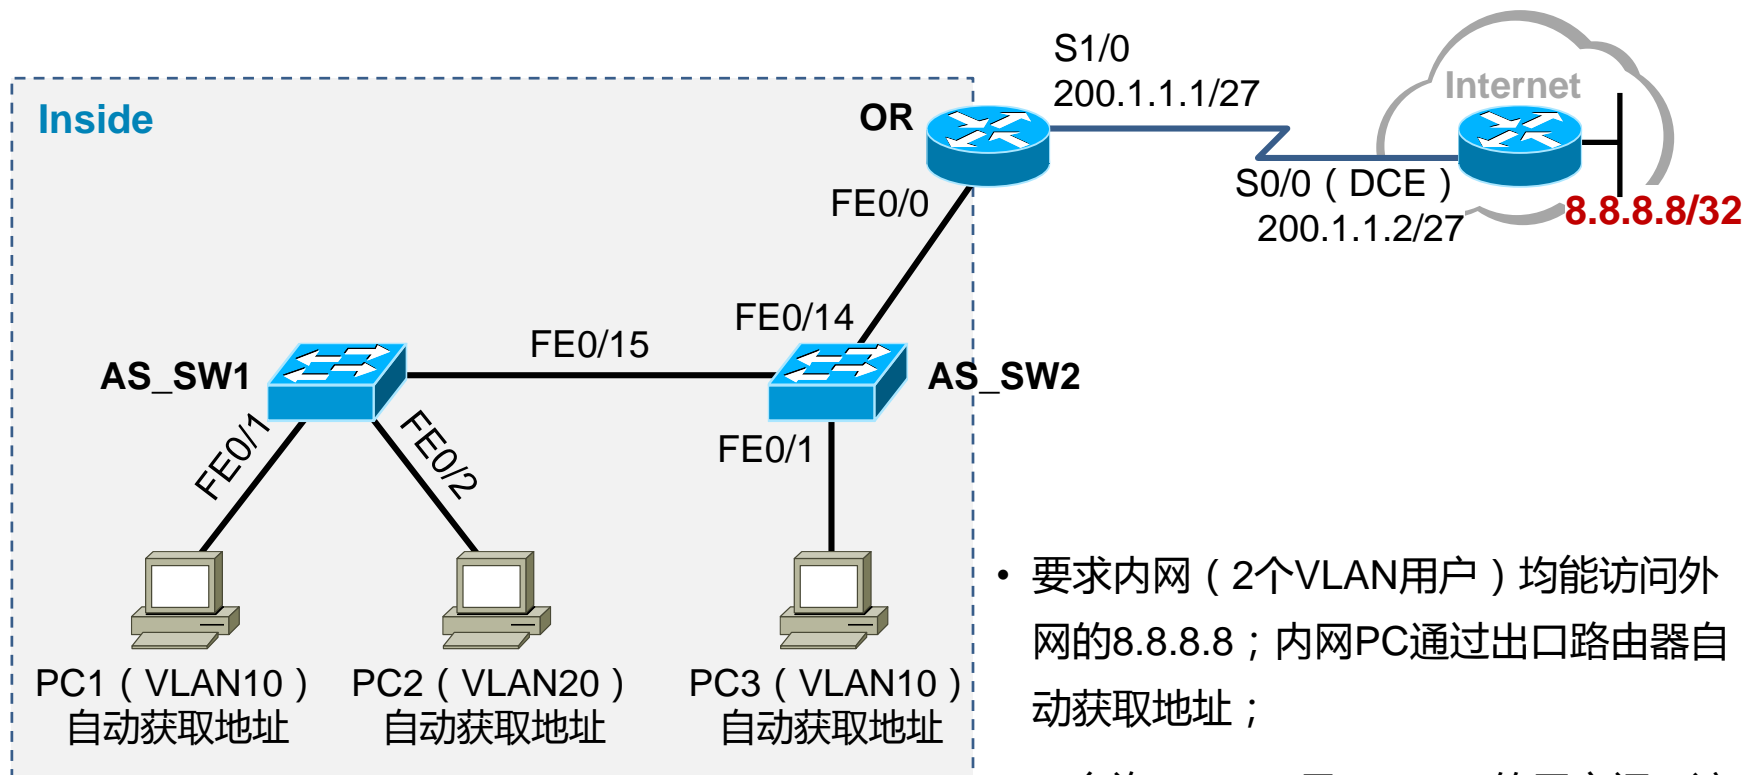 S1/0
200.1.1.1/27
Internet
Inside
OR
S0/0（DCE）
200.1.1.2/27
8.8.8.8/32
FE0/0
FE0/14
FE0/15
AS_SW1
AS_SW2
FE0/1
FE0/2
FE0/1
PC1（VLAN10）
自动获取地址
PC2（VLAN20）
自动获取地址
PC3（VLAN10）
自动获取地址
• 要求内网（2个VLAN用户）均能访问外
网的8.8.8.8；内网PC通过出口路由器自
动获取地址；